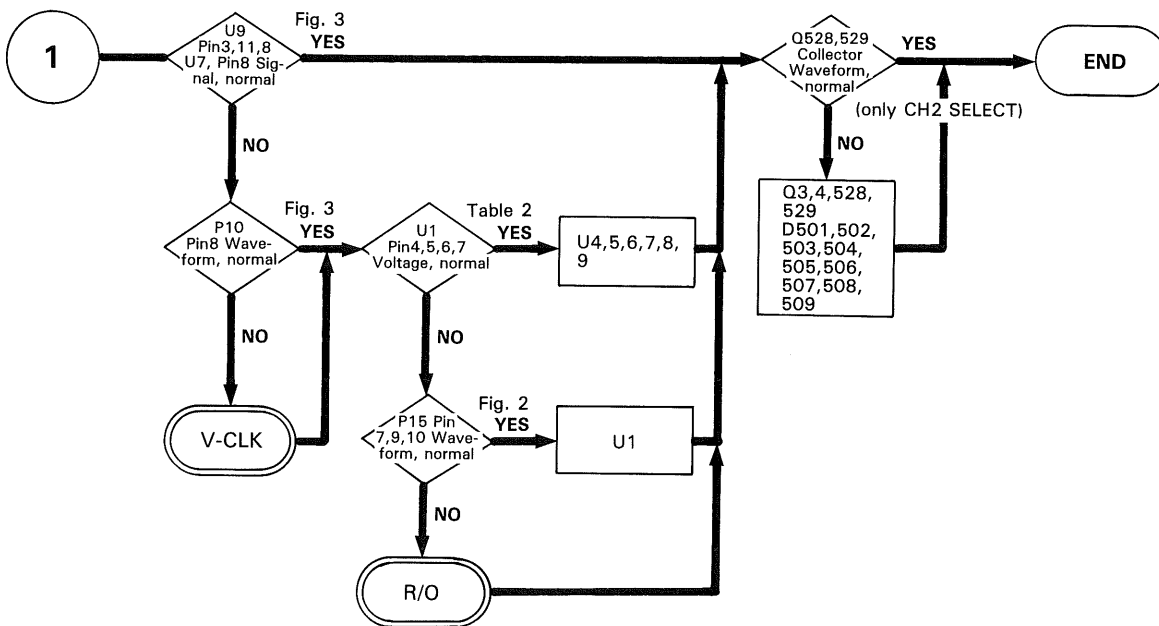 1
U9
Pin3,11,8
U7, Pin8 Sig-
nal, normal
Fig. 3
YES
Q528,529
Collector
Waveform,
normal
YES
END
(only CH2 SELECT)
NO
NO
Q3,4,528,
529
D501,502,
503,504,
505,506,
507,508,
509
P10
Pin8 Wave-
form, normal
Fig. 3
YES
U1
Pin4,5,6,7
Voltage, normal
Table 2
YES
U4,5,6,7,8,
9
NO
NO
V-CLK
P15 Pin
7,9,10 Wave-
form, normal
Fig. 2
YES
U1
NO
R/O